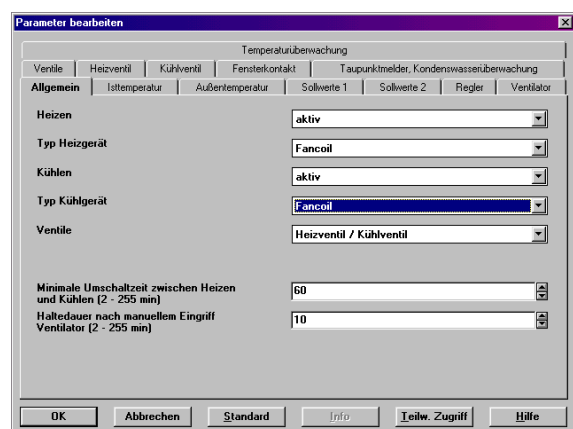 Parameter bearbeiten
Temperaturüberwachung
Ventile Heizventil Kühlventil Fensterkontakt Taupunktmelder, Kondenswasserüberwachung
Allgemein Isttemperatur Außentemperatur Sollwerte 1 Sollwerte 2 Regler Ventilator
Heizen aktiv
Typ Heizgerät Fancoil
Kühlen aktiv
Typ Kühlgerät Fancoil
Ventile Heizventil / Kühlventil
Minimale Umschaltzeit zwischen Heizen 60
und Kühlen (2 - 255 min)
Haltedauer nach manuellem Eingriff 10
Ventilator (2 - 255 min)
OK Abbrechen Standard Info Teilw. Zugriff Hilfe